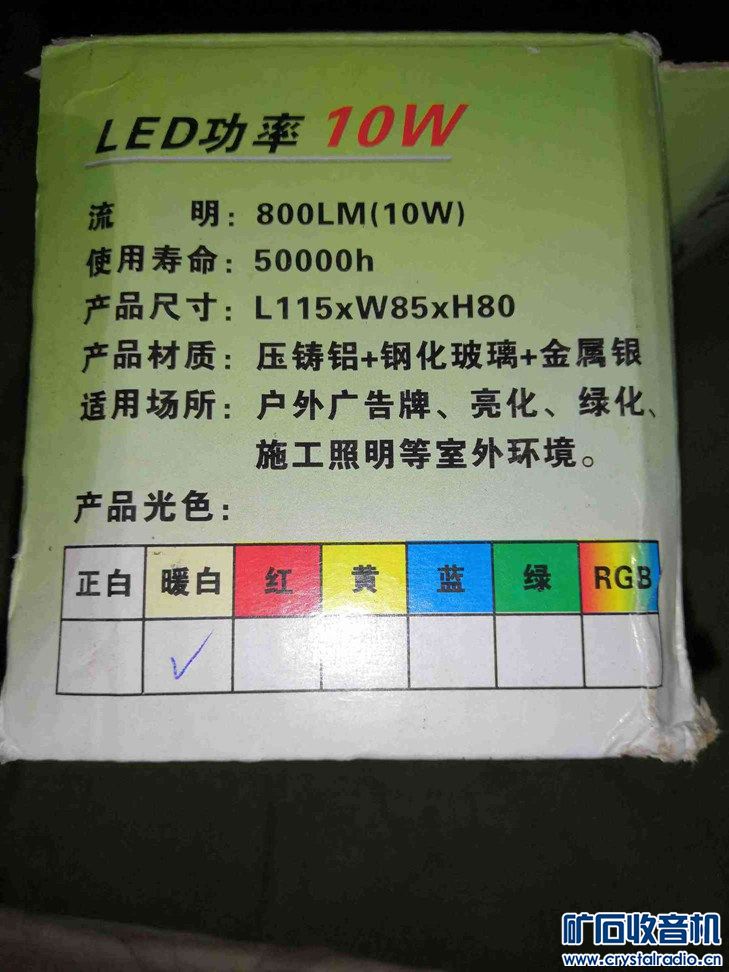 LED功率 10W
流 明：800LM(10W)
使用寿命：50000h
产品尺寸：L115xW85xH80
产品材质：压铸铝+钢化玻璃+金属银
适用场所：户外广告牌、亮化、绿化、
施工照明等室外环境。
产品光色：
正白 暖白 红 黄 蓝 绿 RGB
✓
矿石收音机
www.crystalradio.cn